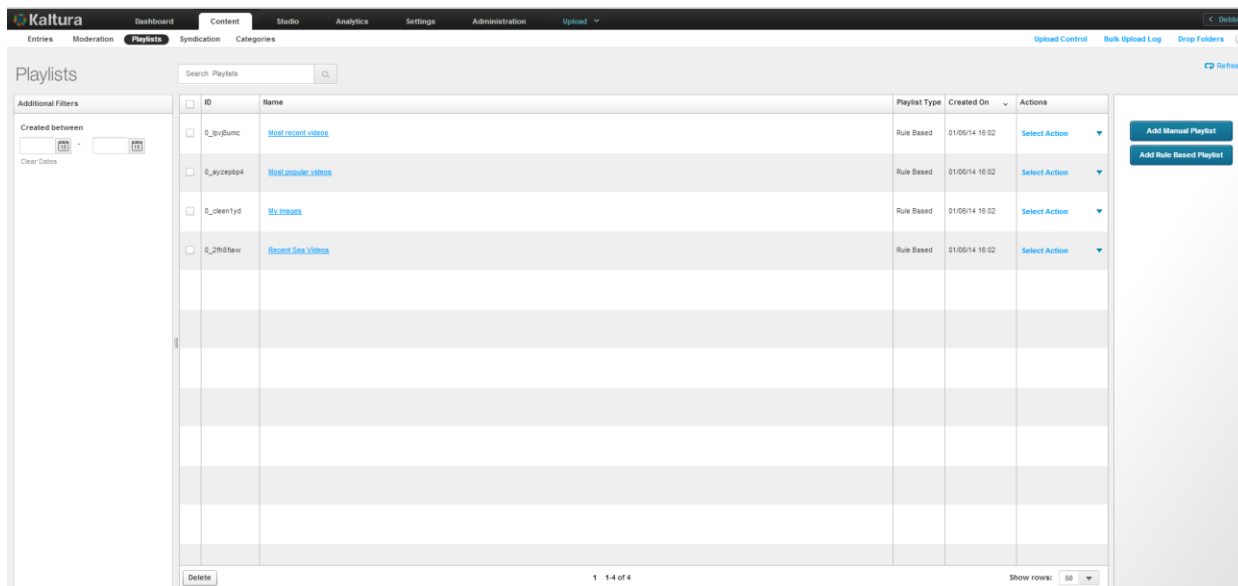 Kaltura Dashboard Content Studio Analytics Settings Administration Upload
Entries Moderation Playlists Syndication Categories Upload Control Bulk Upload Log Drop Folders
Playlists Search Playlists
Additional Filters
Created between
Clear Dates
ID Name Playlist Type Created On Actions
Most recent videos Rule Based 01/06/14 16:02 Select Action
0_ayzepbp4 Most popular videos Rule Based 01/06/14 16:02 Select Action
0_cleen1yd My images Rule Based 01/06/14 16:02 Select Action
Recent Sea Videos Rule Based 01/06/14 16:02 Select Action
Add Manual Playlist
Add Rule Based Playlist
Delete 1 1-4 of 4 Show rows: 50